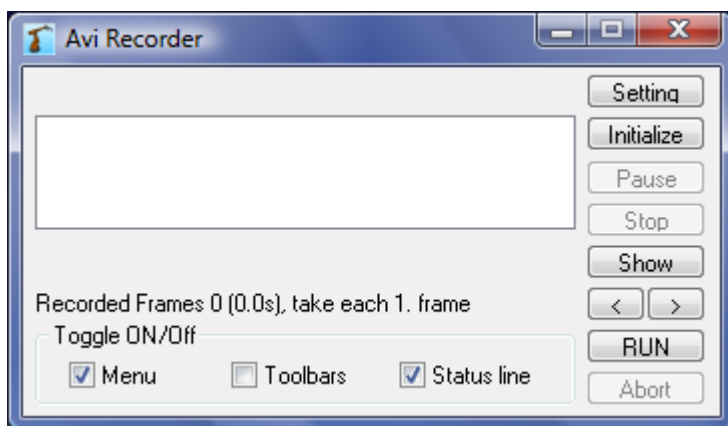 Avi Recorder
Setting
Initialize
Pause
Stop
Show
Recorded Frames 0 (0.0s), take each 1. frame
< >
Toggle ON/Off
RUN
Menu Toolbars Status line
Abort